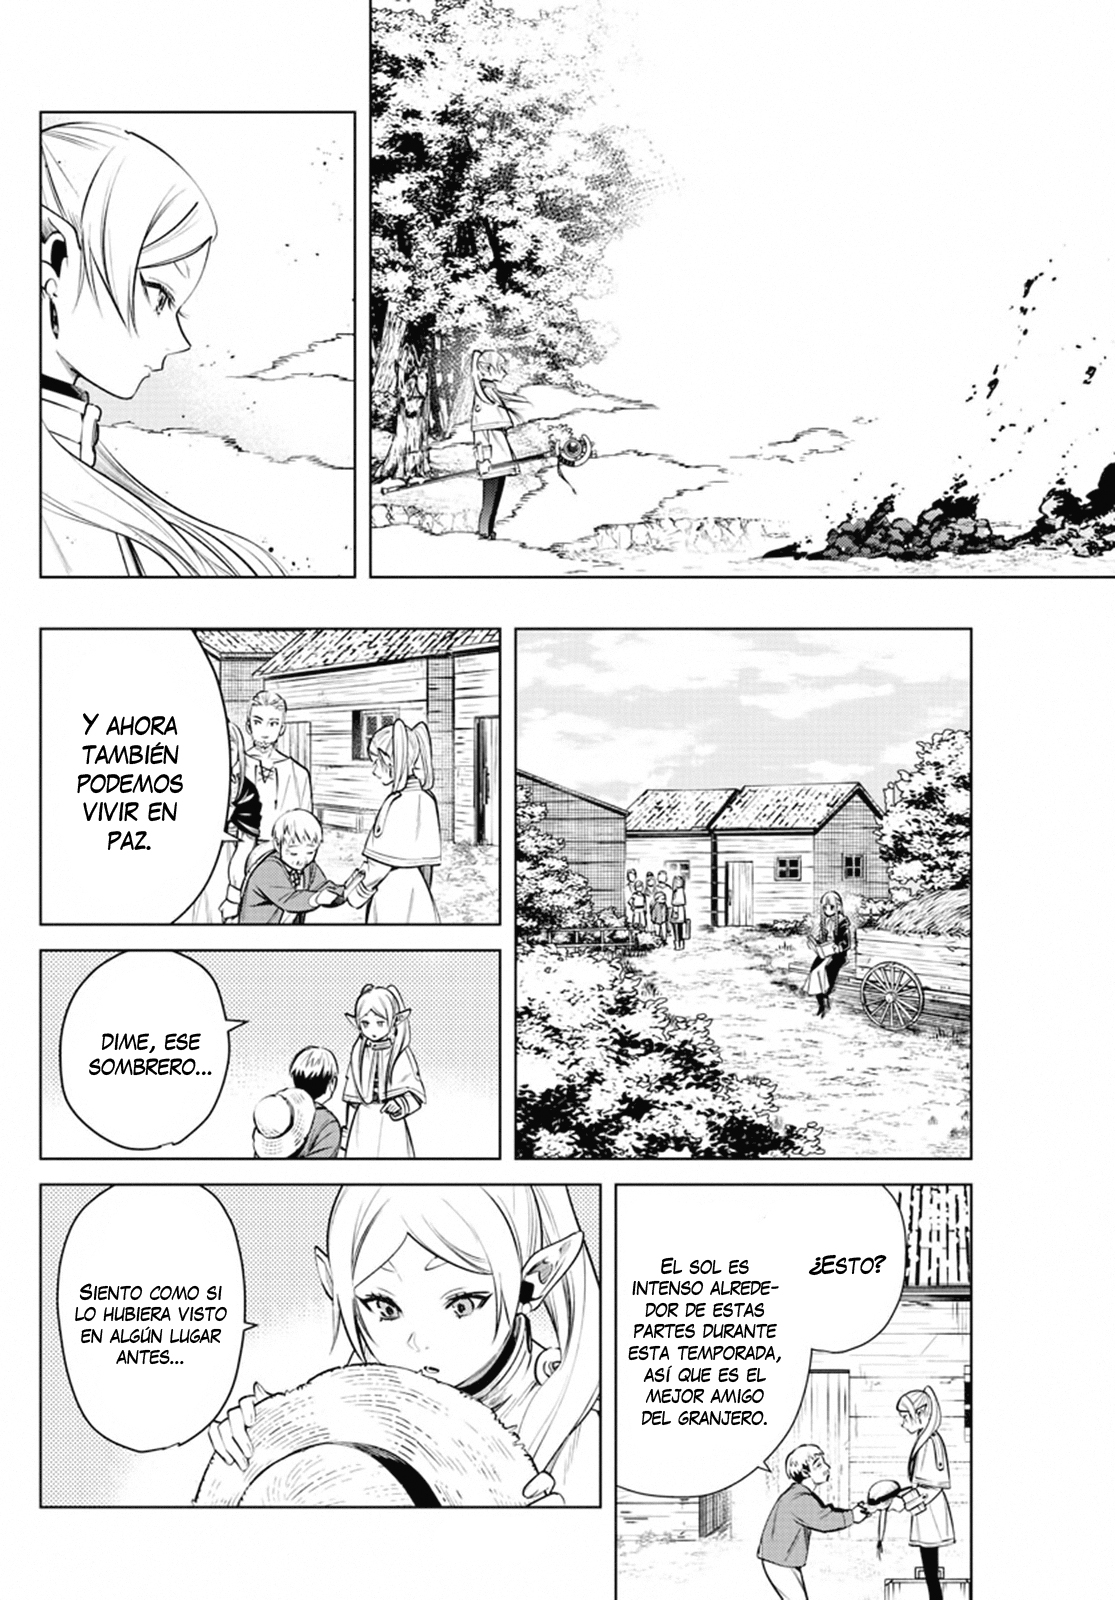 Y AHORA
TAMBIÉN
PODEMOS
VIVIR EN
PAZ.
DIME, ESE
SOMBRERO...
¿ESTO?
EL SOL ES
INTENSO ALREDE-
DOR DE ESTAS
PARTES DURANTE
ESTA TEMPORADA,
ASÍ QUE ES EL
MEJOR AMIGO
DEL GRANJERO.
SIENTO COMO SI
LO HUBIERA VISTO
EN ALGÚN LUGAR
ANTES...